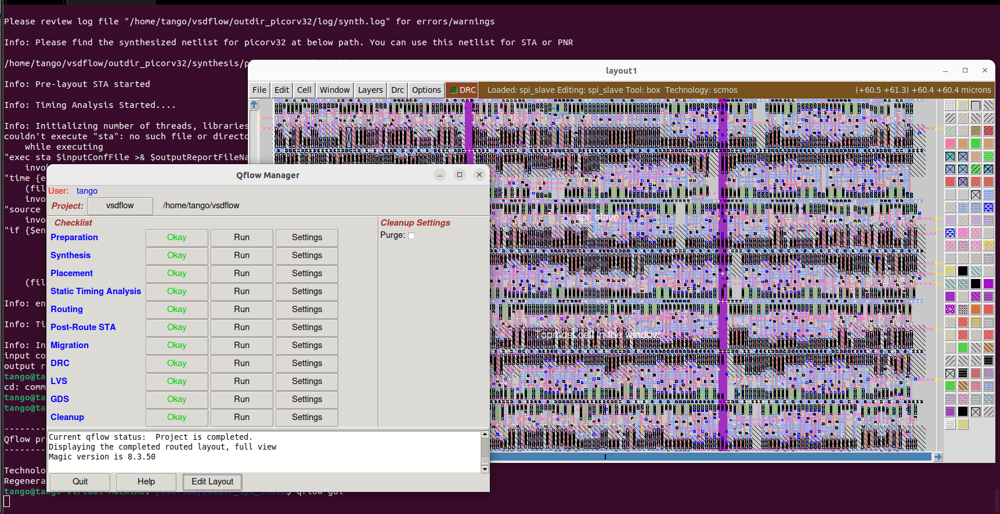 Please review log file "/home/tango/vsdflow/outdir_picorv32/log/synth.log" for errors/warnings
Info: Please find the synthesized netlist for picorv32 at below path. You can use this netlist for STA or PNR
/home/tango/vsdflow/outdir_picorv32/synthesis/p
Info: Pre-layout STA started
Info: Timing Analysis Started....
Info: Initializing number of threads, libraries
couldn't execute "sta": no such file or directo
while executing
"exec sta $inputConfFile >& $outputReportFileNa
invo
"time {e
(fil
invo
"source
invo
"if {$en
(fil
Info: en
Info: Ti
Info: In
input co
output r
tango@ta
cd: comm
tango@ta
tango@ta
--------
Qflow pr
--------
Technolo
Regenera
tango@tango-virtual-machine:~/vsdflow/outdir_spi_slave$ qflow gui
layout1
File Edit Cell Window Layers Drc Options DRC Loaded: spi_slave Editing: spi_slave Tool: box Technology: scmos (+60.5 +61.3) +60.4 +60.4 microns
spi_slave
Topmost cell in the window
Qflow Manager
User: tango
Project: vsdflow /home/tango/vsdflow
Checklist
Preparation Okay Run Settings
Synthesis Okay Run Settings
Placement Okay Run Settings
Static Timing Analysis Okay Run Settings
Routing Okay Run Settings
Post-Route STA Okay Run Settings
Migration Okay Run Settings
DRC Okay Run Settings
LVS Okay Run Settings
GDS Okay Run Settings
Cleanup Okay Run Settings
Cleanup Settings
Purge:
Current qflow status: Project is completed.
Displaying the completed routed layout, full view
Magic version is 8.3.50
Quit Help Edit Layout